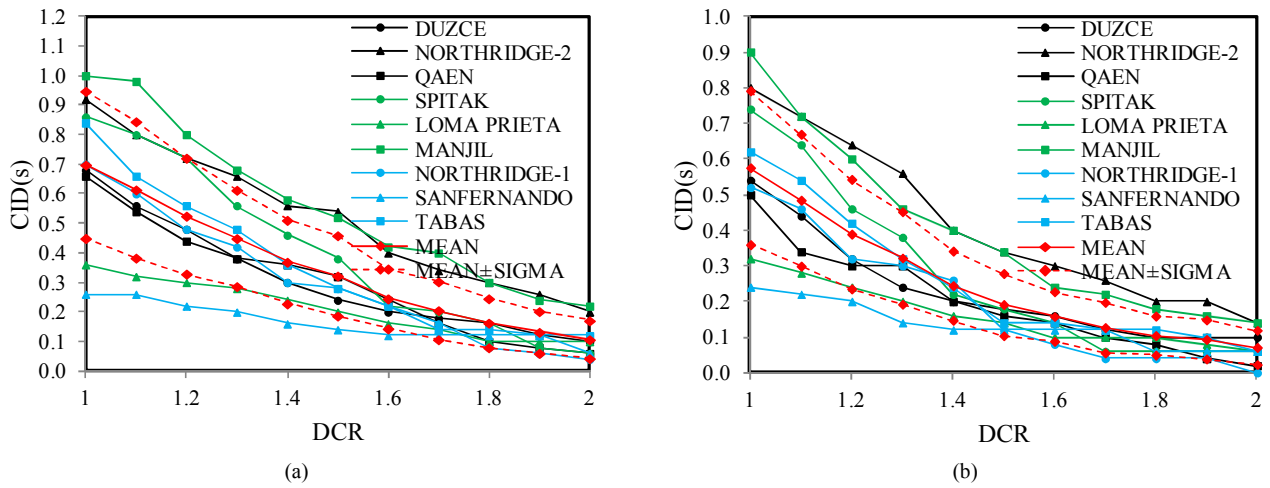 1.2
1.1
1.0
0.9
0.8
0.7
0.6
0.5
0.4
0.3
0.2
0.1
0.0
CID(s)
1 1.2 1.4 1.6 1.8 2
DCR
DUZCE
NORTHRIDGE-2
QAEN
SPITAK
LOMA PRIETA
MANJIL
NORTHRIDGE-1
SANFERNANDO
TABAS
MEAN
MEAN±SIGMA
(a)
1.0
0.9
0.8
0.7
0.6
0.5
0.4
0.3
0.2
0.1
0.0
CID(s)
1 1.2 1.4 1.6 1.8 2
DCR
DUZCE
NORTHRIDGE-2
QAEN
SPITAK
LOMA PRIETA
MANJIL
NORTHRIDGE-1
SANFERNANDO
TABAS
MEAN
MEAN±SIGMA
(b)